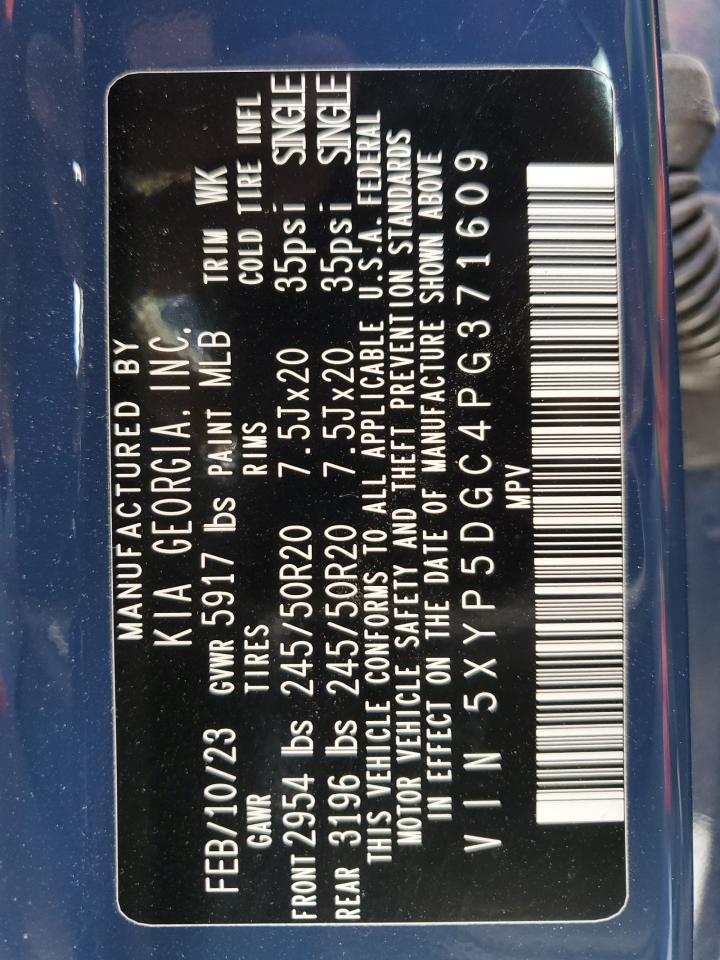 MANUFACTURED BY
KIA GEORGIA, INC.
FEB/10/23 GVWR 5917 lbs PAINT MLB TRIM WK
GAWR TIRES RIMS COLD TIRE INFL
FRONT 2954 lbs 245/50R20 7.5Jx20 35psi SINGLE
REAR 3196 lbs 245/50R20 7.5Jx20 35psi SINGLE
THIS VEHICLE CONFORMS TO ALL APPLICABLE U.S.A. FEDERAL
MOTOR VEHICLE SAFETY AND THEFT PREVENTION STANDARDS
IN EFFECT ON THE DATE OF MANUFACTURE SHOWN ABOVE
VIN 5XYP5DGC4PG371609
MPV